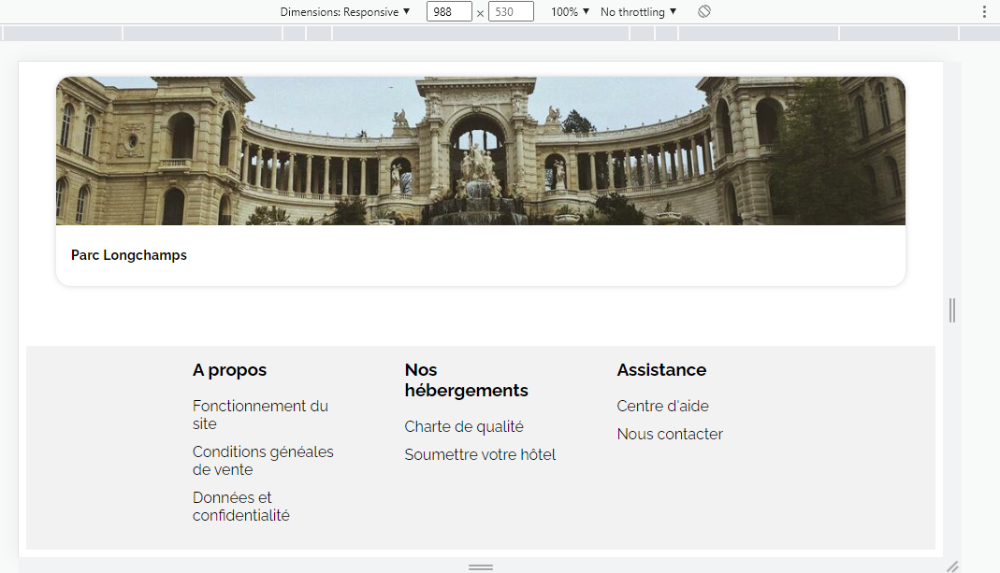 Dimensions: Responsive ▼ 988 × 530 100% ▼ No throttling ▼
Parc Longchamps
A propos
Fonctionnement du
site
Conditions généales
de vente
Données et
confidentialité
Nos
hébergements
Charte de qualité
Soumettre votre hôtel
Assistance
Centre d'aide
Nous contacter